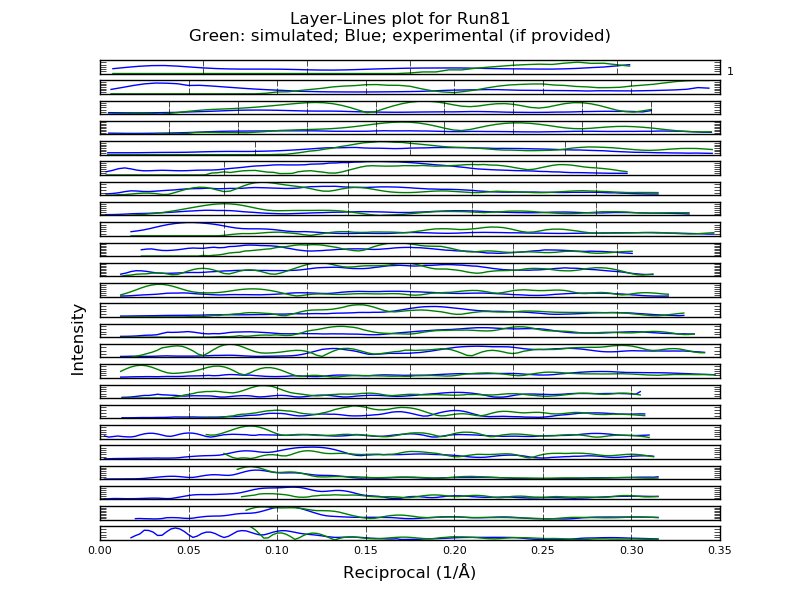 Layer-Lines plot for Run81
Green: simulated; Blue; experimental (if provided)
1
Intensity
0.00 0.05 0.10 0.15 0.20 0.25 0.30 0.35
Reciprocal (1/Å)